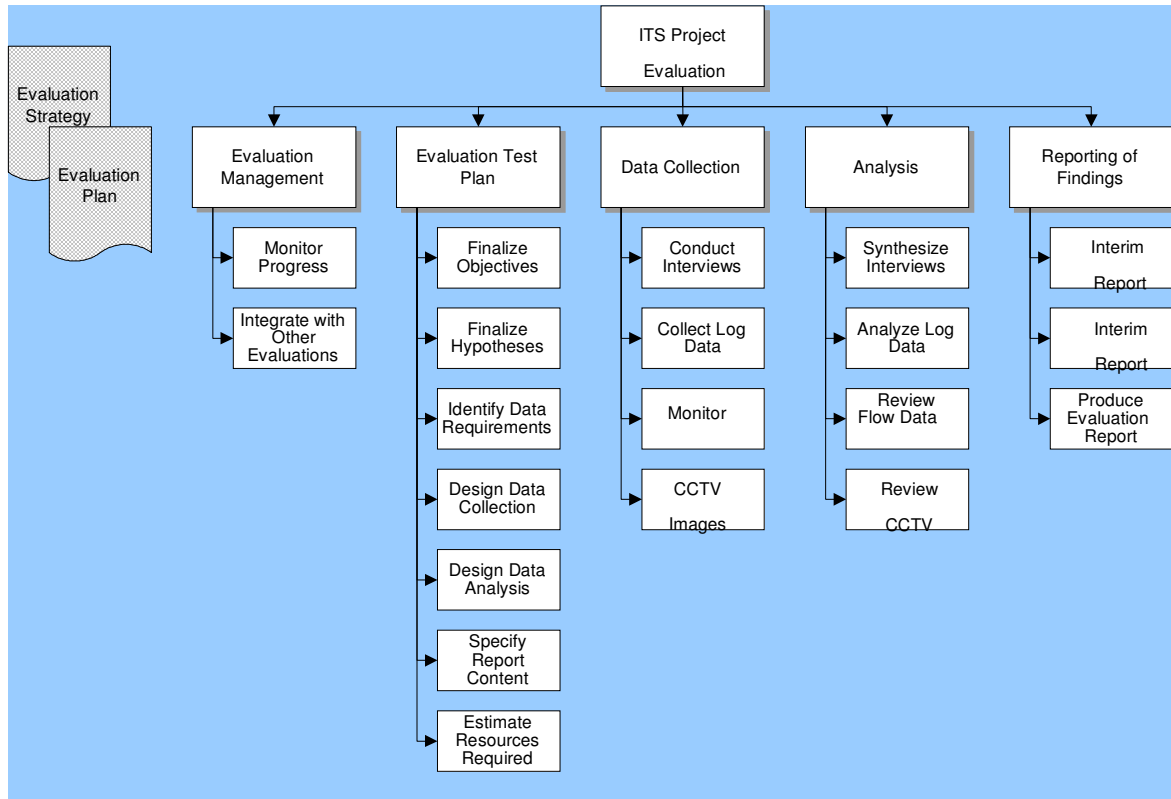 ITS Project
Evaluation
Evaluation
Strategy
Evaluation
Plan
Evaluation
Management
Evaluation Test
Plan
Data Collection
Analysis
Reporting of
Findings
Monitor
Progress
Integrate with
Other
Evaluations
Finalize
Objectives
Finalize
Hypotheses
Identify Data
Requirements
Design Data
Collection
Design Data
Analysis
Specify
Report
Content
Estimate
Resources
Required
Conduct
Interviews
Collect Log
Data
Monitor
CCTV
Images
Synthesize
Interviews
Analyze Log
Data
Review
Flow Data
Review
CCTV
Interim
Report
Interim
Report
Produce
Evaluation
Report